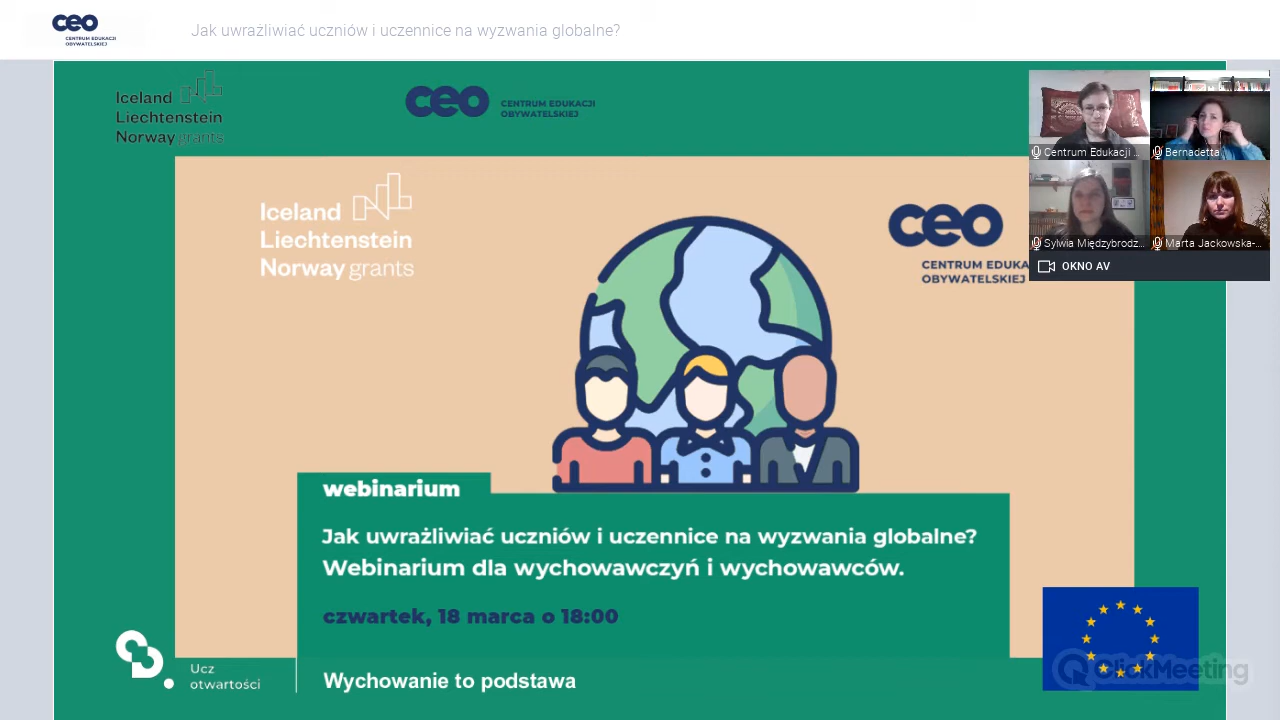 ceo
CENTRUM EDUKACJI
OBYWATELSKIEJ
Jak uwrażliwiać uczniów i uczennice na wyzwania globalne?
Iceland
Liechtenstein
Norway grants
ceo
CENTRUM EDUKACJI
OBYWATELSKIEJ
Centrum Edukacji ...
Bernadetta
Sylwia Międzybrodz...
Marta Jackowska-...
OKNO AV
Iceland
Liechtenstein
Norway grants
ceo
CENTRUM EDUKA
OBYWATELSKIEJ
webinarium
Jak uwrażliwiać uczniów i uczennice na wyzwania globalne?
Webinarium dla wychowawczyń i wychowawców.
czwartek, 18 marca o 18:00
Ucz
otwartości
Wychowanie to podstawa
ClickMeeting